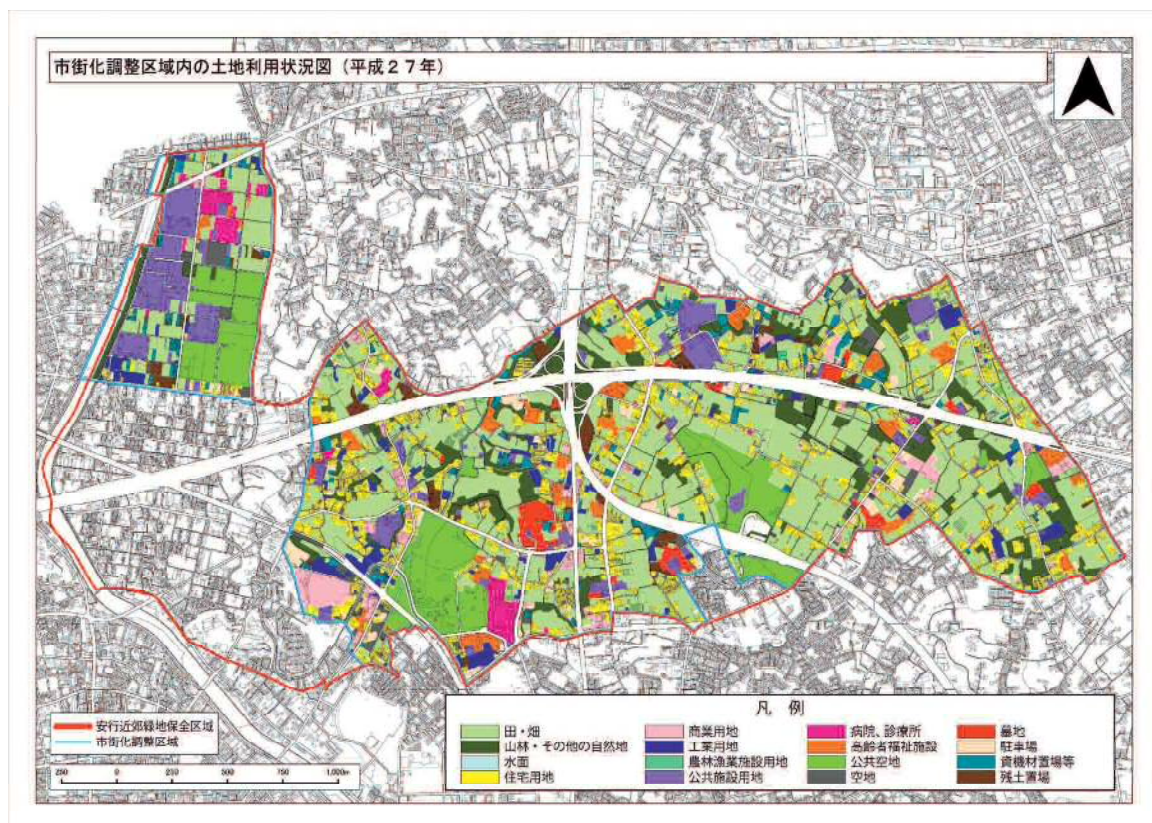 市街化調整区域内の土地利用状況図（平成２７年）
安行近郊緑地保全区域
市街化調整区域
250 0 250 500 750 1,000m
凡 例
田・畑
山林・その他の自然地
水面
住宅用地
商業用地
工業用地
農林漁業施設用地
公共施設用地
病院、診療所
高齢者福祉施設
公共空地
空地
墓地
駐車場
資機材置場等
残土置場